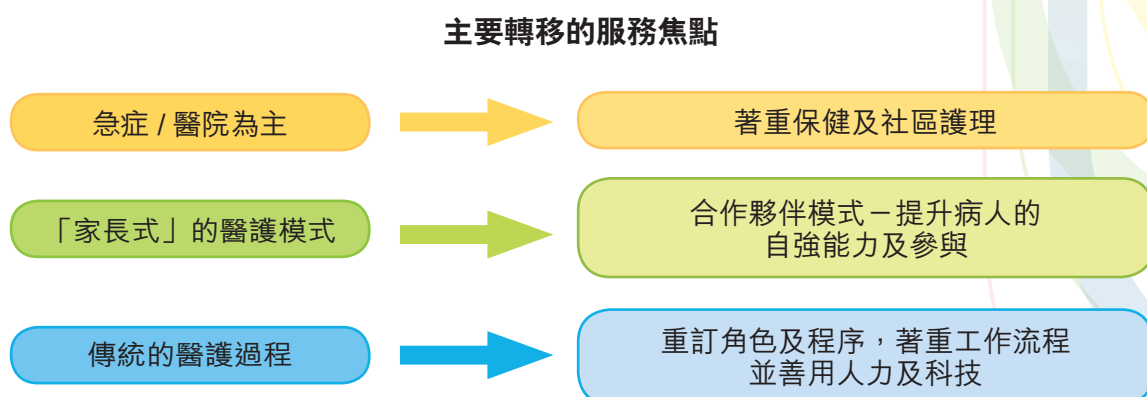 主要轉移的服務焦點
急症 / 醫院為主
著重保健及社區護理
「家長式」的醫護模式
合作夥伴模式－提升病人的
自強能力及參與
傳統的醫護過程
重訂角色及程序，著重工作流程
並善用人力及科技